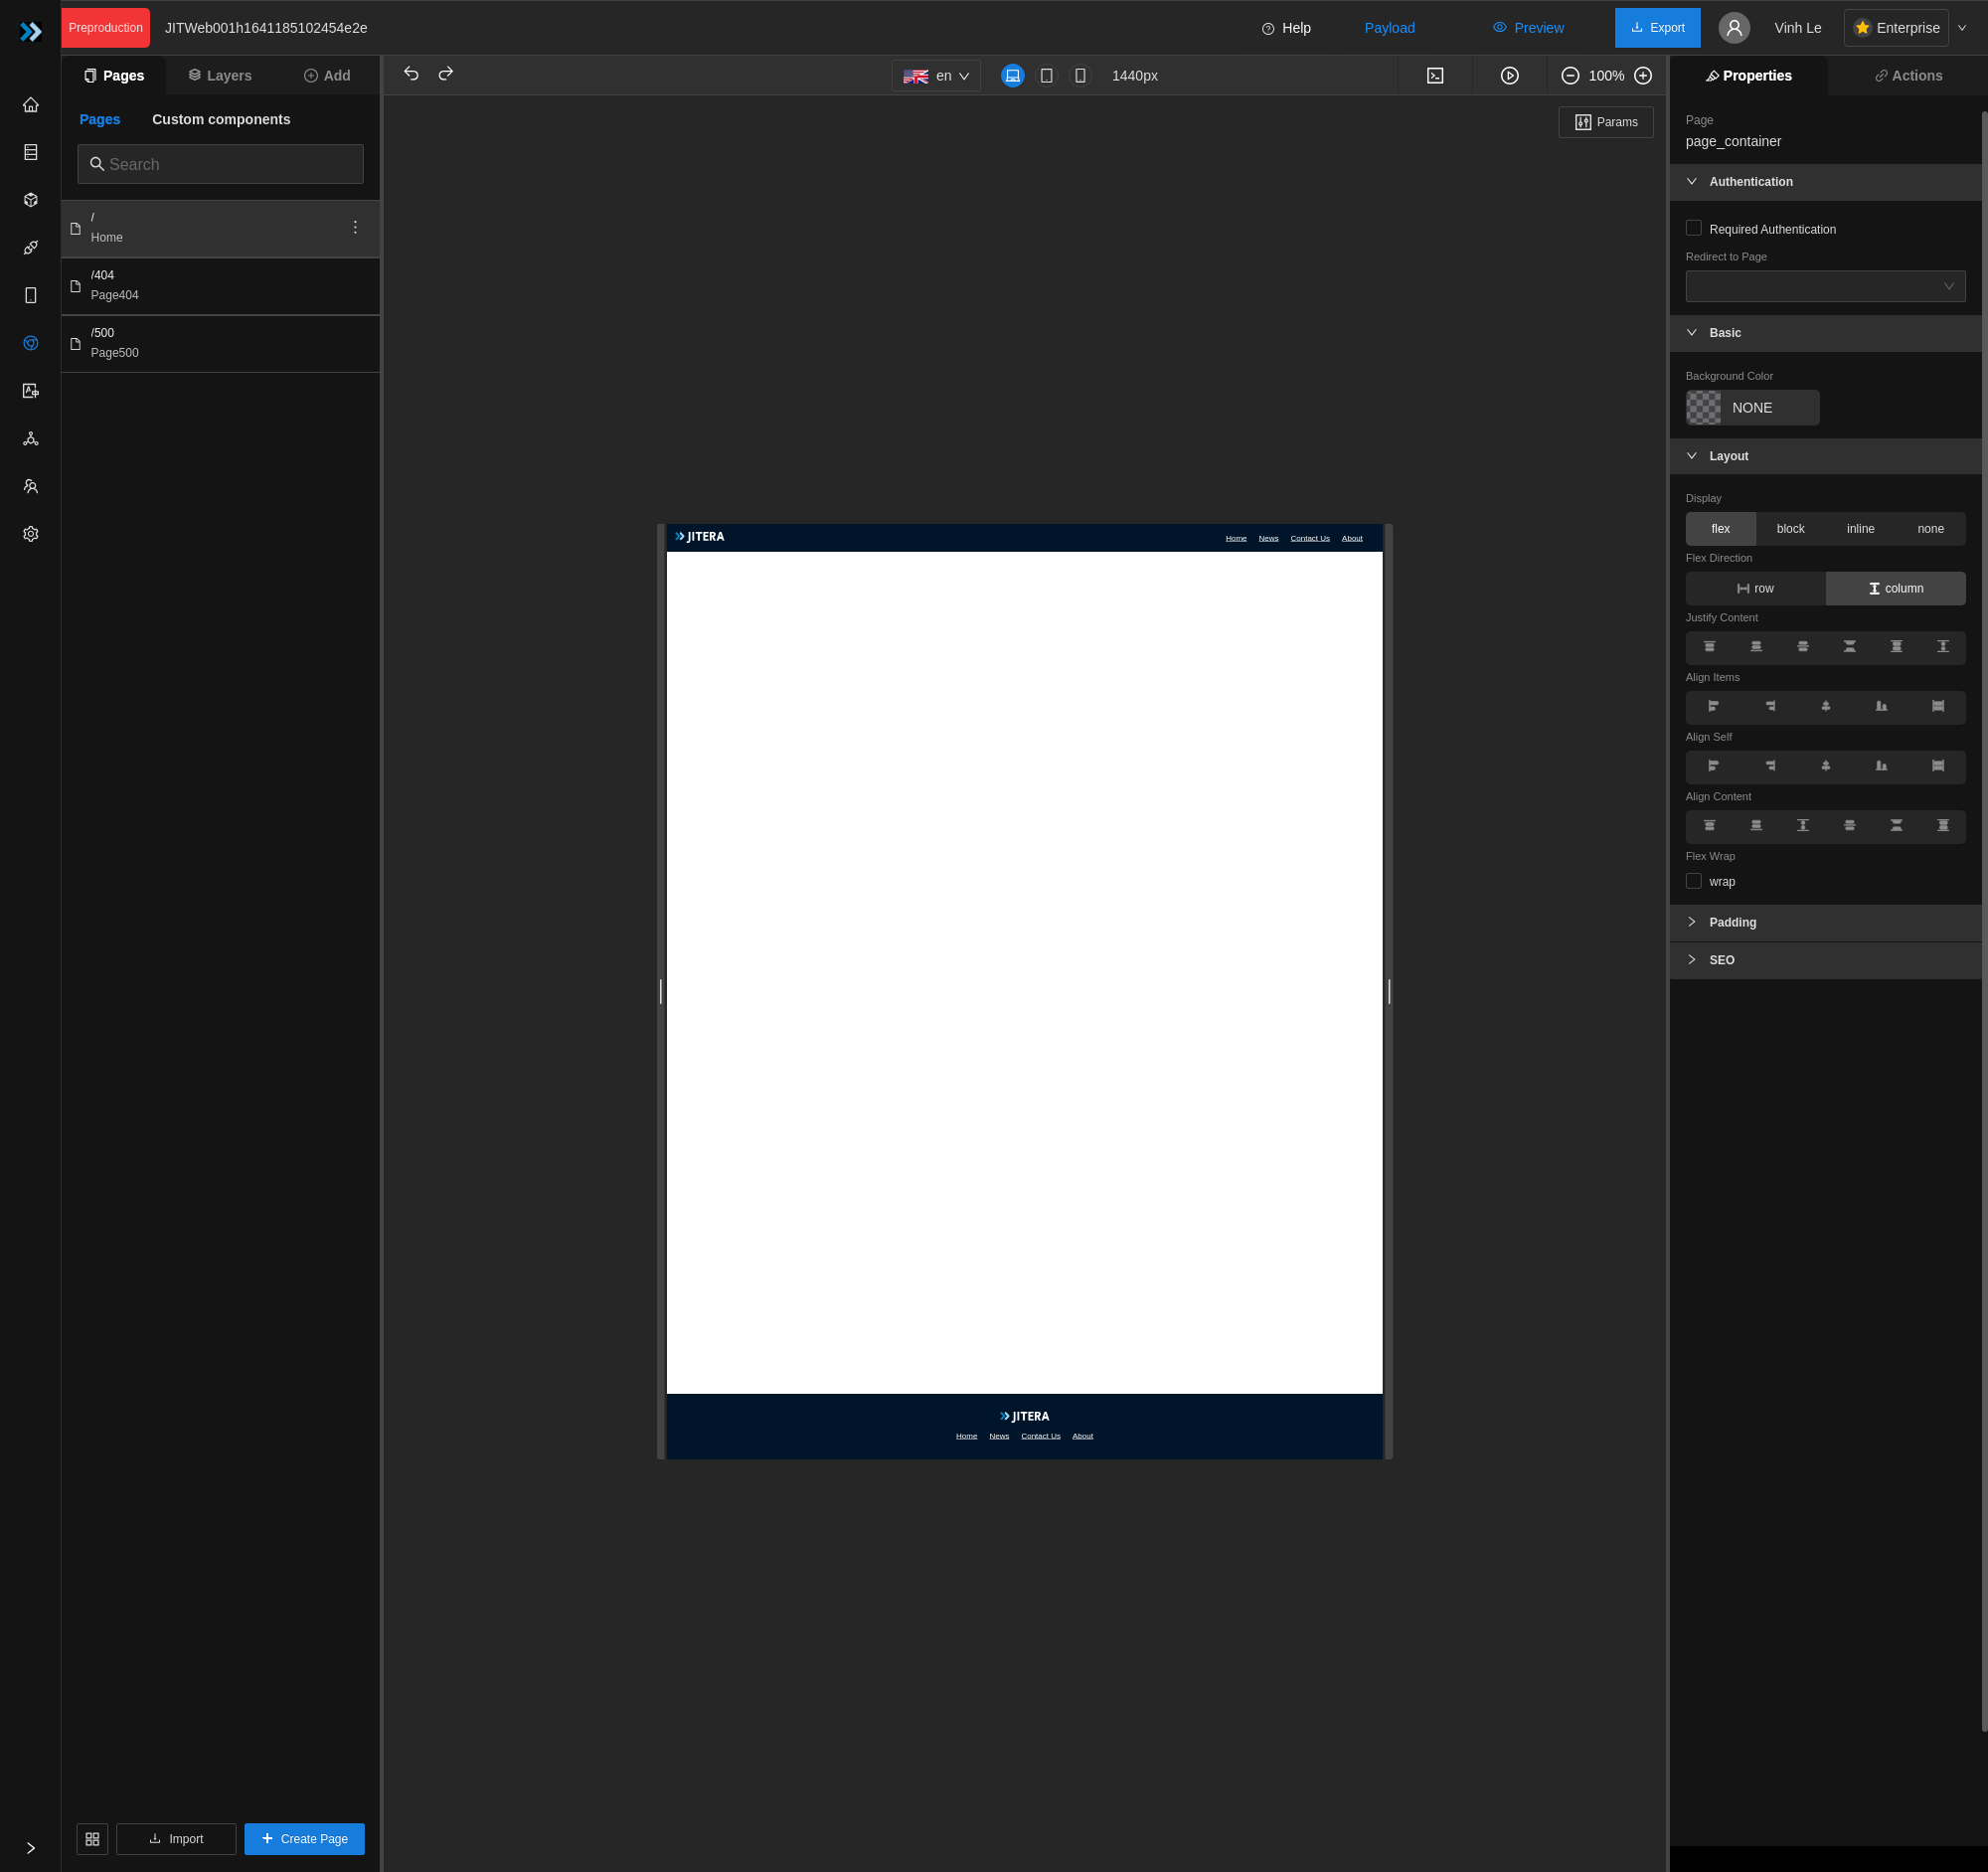 Preproduction
JITWeb001h1641185102454e2e
Help
Payload
Preview
Export
Vinh Le
Enterprise
Pages
Layers
Add
en
1440px
100%
Properties
Actions
Pages
Custom components
Search
/
Home
/404
Page404
/500
Page500
Import
Create Page
Params
JITERA
Home
News
Contact Us
About
JITERA
Home
News
Contact Us
About
Page
page_container
Authentication
Required Authentication
Redirect to Page
Basic
Background Color
NONE
Layout
Display
flex
block
inline
none
Flex Direction
row
column
Justify Content
Align Items
Align Self
Align Content
Flex Wrap
wrap
Padding
SEO